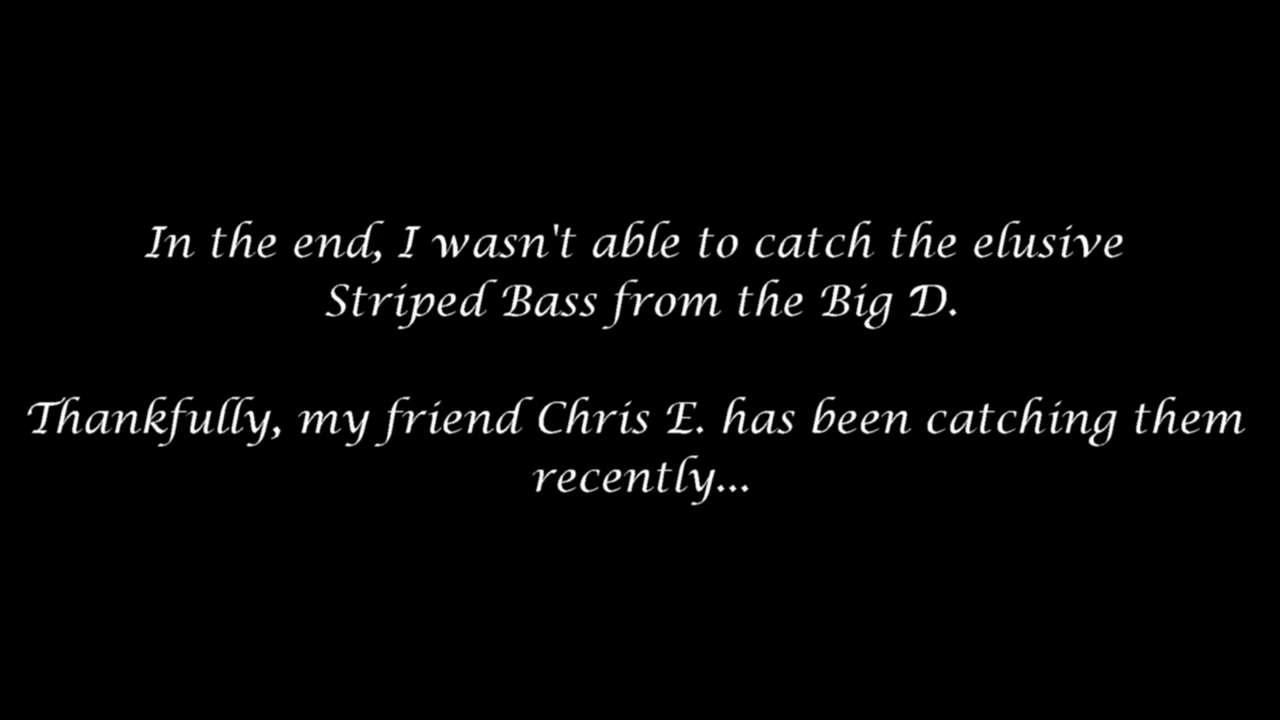 In the end, I wasn't able to catch the elusive
Striped Bass from the Big D.
Thankfully, my friend Chris E. has been catching them
recently...